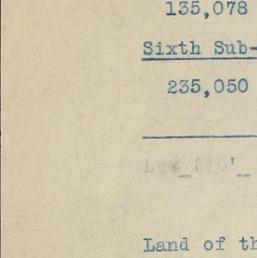 135,078
Sixth Sub-
235,050
Land of th